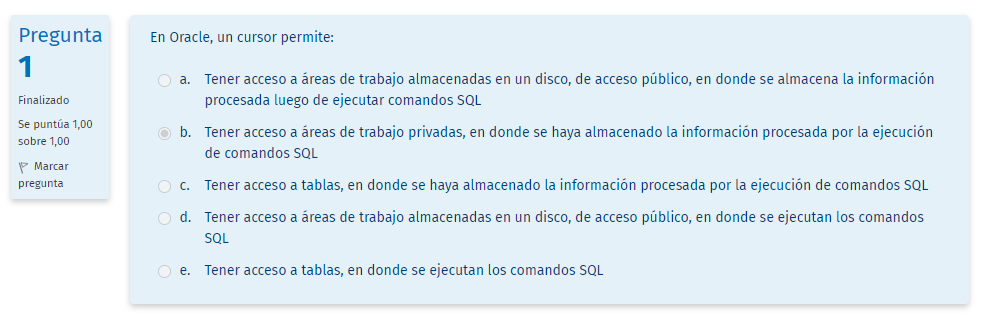 Pregunta
1
Finalizado
Se puntúa 1,00
sobre 1,00
Marcar
pregunta
En Oracle, un cursor permite:
a. Tener acceso a áreas de trabajo almacenadas en un disco, de acceso público, en donde se almacena la información
procesada luego de ejecutar comandos SQL
b. Tener acceso a áreas de trabajo privadas, en donde se haya almacenado la información procesada por la ejecución
de comandos SQL
c. Tener acceso a tablas, en donde se haya almacenado la información procesada por la ejecución de comandos SQL
d. Tener acceso a áreas de trabajo almacenadas en un disco, de acceso público, en donde se ejecutan los comandos
SQL
e. Tener acceso a tablas, en donde se ejecutan los comandos SQL